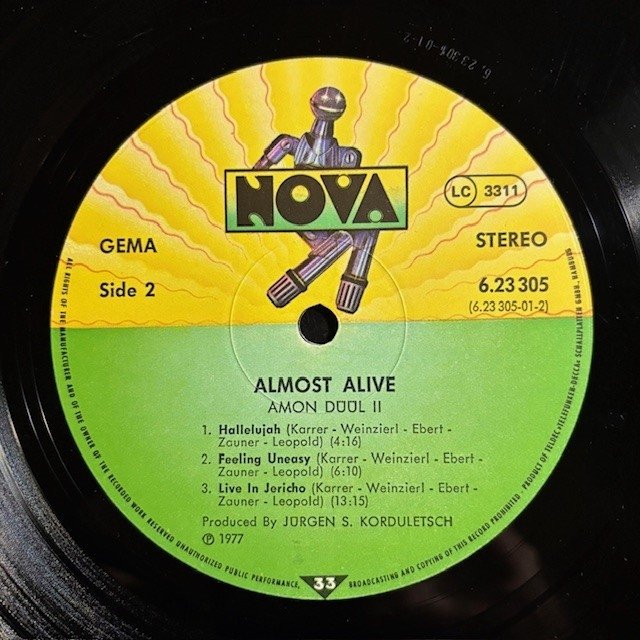 6.23304-01-2
NOVA
LC 3311
GEMA
STEREO
Side 2
6.23 305
(6.23 305-01-2)
ALMOST ALIVE
AMON DÜÜL II
1. Hallelujah (Karrer - Weinzierl - Ebert -
Zauner - Leopold) (4:16)
2. Feeling Uneasy (Karrer - Weinzierl - Ebert -
Zauner - Leopold) (6:10)
3. Live In Jericho (Karrer - Weinzierl - Ebert -
Zauner - Leopold) (13:15)
Produced By JÜRGEN S. KORDULETSCH
℗ 1977
33
ALL RIGHTS OF THE MANUFACTURER AND OF THE OWNER OF THE RECORDED WORK RESERVED UNAUTHORIZED PUBLIC PERFORMANCE, BROADCASTING AND COPYING OF THIS RECORD PROHIBITED · PRODUCT OF TELDEC »TELEFUNKEN-DECCA« SCHALLPLATTEN GMBH, HAMBURG